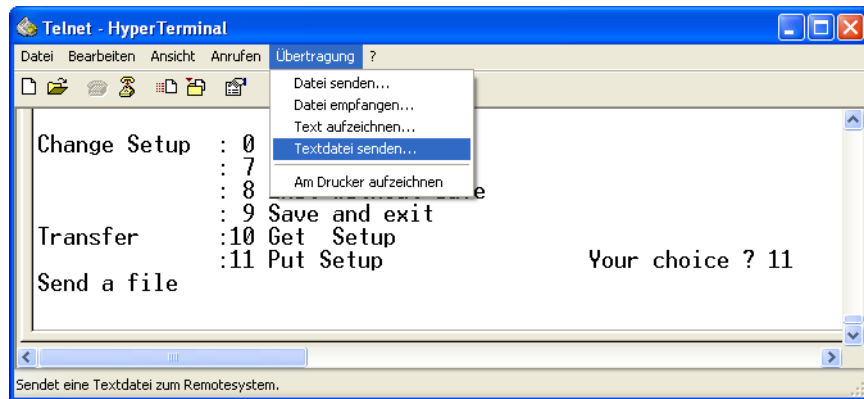 Telnet - HyperTerminal
Datei Bearbeiten Ansicht Anrufen Übertragung ?
Datei senden...
Datei empfangen...
Text aufzeichnen...
Textdatei senden...
Am Drucker aufzeichnen
Change Setup : 0
: 7
: 8
: 9 Save and exit
Transfer :10 Get Setup
:11 Put Setup Your choice ? 11
Send a file
Sendet eine Textdatei zum Remotesystem.